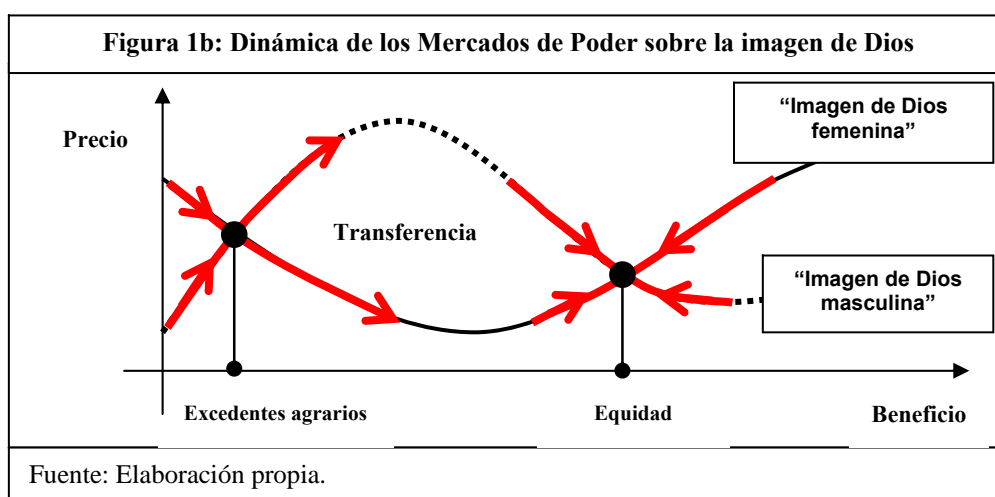 Figura 1b: Dinámica de los Mercados de Poder sobre la imagen de Dios
“Imagen de Dios
femenina”
Precio
Transferencia
“Imagen de Dios
masculina”
Excedentes agrarios
Equidad
Beneficio
Fuente: Elaboración propia.